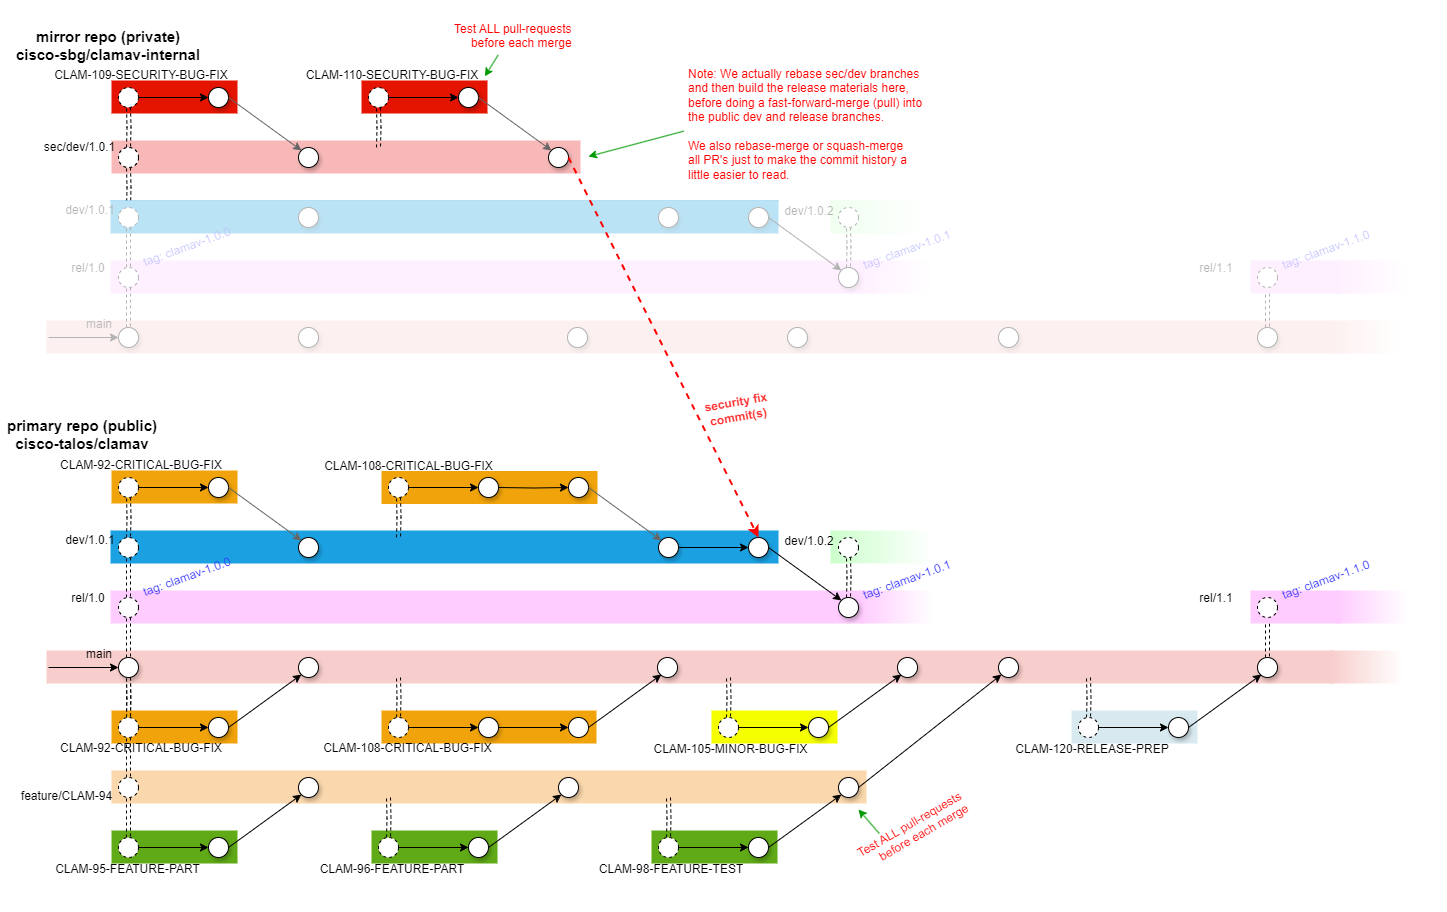 mirror repo (private)
cisco-sbg/clamav-internal
Test ALL pull-requests
before each merge
CLAM-109-SECURITY-BUG-FIX
CLAM-110-SECURITY-BUG-FIX
Note: We actually rebase sec/dev branches
and then build the release materials here,
before doing a fast-forward-merge (pull) into
the public dev and release branches.
We also rebase-merge or squash-merge
all PR's just to make the commit history a
little easier to read.
sec/dev/1.0.1
dev/1.0.1
dev/1.0.2
tag: clamav-1.0.0
tag: clamav-1.0.1
tag: clamav-1.1.0
rel/1.0
rel/1.1
main
security fix
commit(s)
primary repo (public)
cisco-talos/clamav
CLAM-92-CRITICAL-BUG-FIX
CLAM-108-CRITICAL-BUG-FIX
dev/1.0.1
dev/1.0.2
tag: clamav-1.0.0
tag: clamav-1.0.1
tag: clamav-1.1.0
rel/1.0
rel/1.1
main
CLAM-92-CRITICAL-BUG-FIX
CLAM-108-CRITICAL-BUG-FIX
CLAM-105-MINOR-BUG-FIX
CLAM-120-RELEASE-PREP
feature/CLAM-94
Test ALL pull-requests
before each merge
CLAM-95-FEATURE-PART
CLAM-96-FEATURE-PART
CLAM-98-FEATURE-TEST